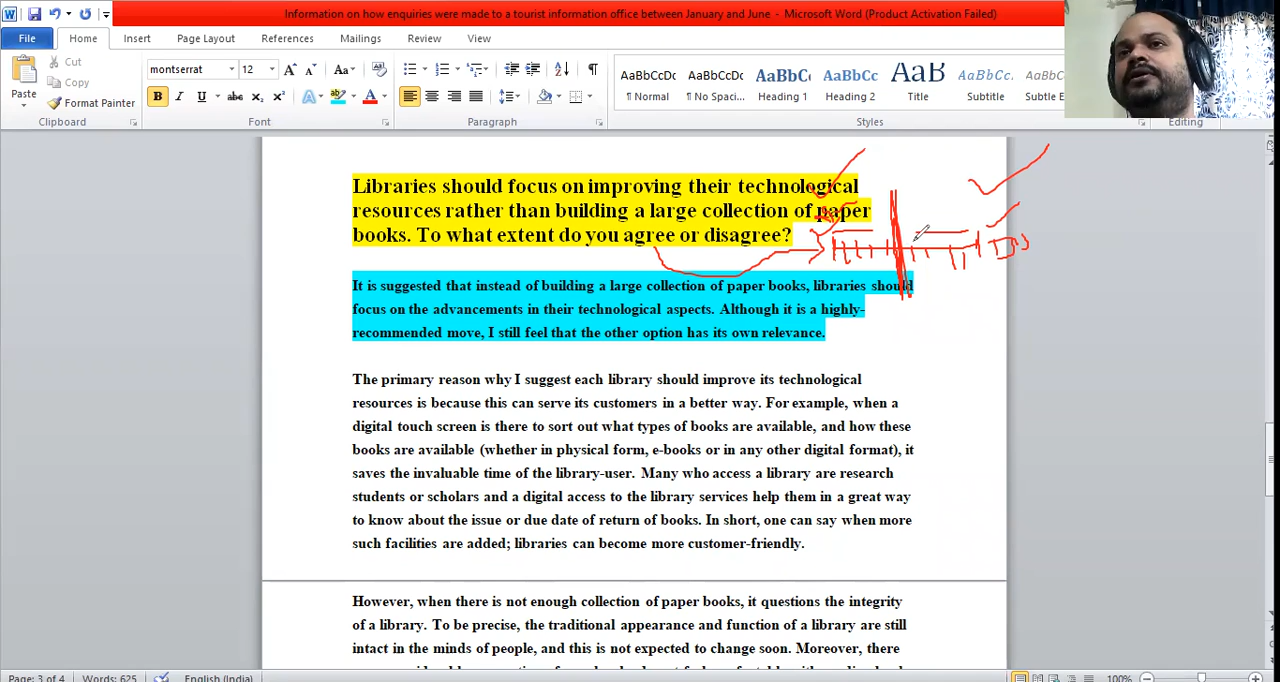 Information on how enquiries were made to a tourist information office between January and June - Microsoft Word (Product Activation Failed)
File Home Insert Page Layout References Mailings Review View
Cut
Copy
Paste
Format Painter
montserrat 12
AaBbCcDc AaBbCcDc AaBbCc AaBbCc AaB AaBbCc. AaBbCc
¶ Normal ¶ No Spaci... Heading 1 Heading 2 Title Subtitle Subtle E
Clipboard Font Paragraph Styles Editing
Libraries should focus on improving their technological
resources rather than building a large collection of paper
books. To what extent do you agree or disagree?
It is suggested that instead of building a large collection of paper books, libraries should
focus on the advancements in their technological aspects. Although it is a highly-
recommended move, I still feel that the other option has its own relevance.
The primary reason why I suggest each library should improve its technological
resources is because this can serve its customers in a better way. For example, when a
digital touch screen is there to sort out what types of books are available, and how these
books are available (whether in physical form, e-books or in any other digital format), it
saves the invaluable time of the library-user. Many who access a library are research
students or scholars and a digital access to the library services help them in a great way
to know about the issue or due date of return of books. In short, one can say when more
such facilities are added; libraries can become more customer-friendly.
However, when there is not enough collection of paper books, it questions the integrity
of a library. To be precise, the traditional appearance and function of a library are still
intact in the minds of people, and this is not expected to change soon. Moreover, there
Page: 3 of 4 Words: 625 English (India) 100%